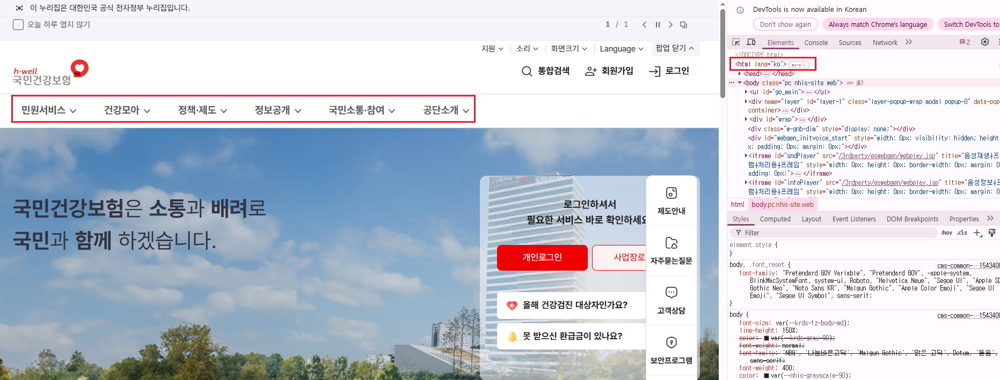 이 누리집은 대한민국 공식 전자정부 누리집입니다.
오늘 하루 열지 않기
1 / 1
지원
소리
화면크기
Language
팝업 닫기
h·well
국민건강보험
통합검색
회원가입
로그인
민원서비스
건강모아
정책·제도
정보공개
국민소통·참여
공단소개
국민건강보험은 소통과 배려로
국민과 함께 하겠습니다.
h·well 국민건강보험
로그인하셔서
필요한 서비스 바로 확인하세요
개인로그인
사업장로
올해 건강검진 대상자인가요?
못 받으신 환급금이 있나요?
제도안내
자주묻는질문
고객상담
보안프로그램
DevTools is now available in Korean
Don't show again
Always match Chrome's language
Switch DevTools to
Elements
Console
Sources
Network
2
<!DOCTYPE html>
<html lang="ko"> scroll
<head> ⋯ </head>
<body class="pc nhis-site web"> == $0
<ul id="go_main"> ⋯ </ul>
<div name="layer" id="layer-1" class="layer-popup-wrap modal popup-0" data-pop
container> ⋯ </div>
<div id="wrap"> ⋯ </div>
<div class="w-gnb-dim" style="display: none;"></div>
<div id="webgen_initvoice_start" style="width: 0px; visibility: hidden; height
x; padding: 0px; margin: 0px;"></div>
<iframe id="sndPlayer" src="/3rdparty/eswebgen/webplay.jsp" title="음성재생+프
램+처리용+프레임" style="width: 0px; height: 0px; border-width: 0px; margin: 0
adding: 0px;"> ⋯ </iframe>
<iframe id="infoPlayer" src="/3rdparty/eswebgen/webplay.jsp" title="음성정보+프
램+처리용+프레임" style="width: 0px; height: 0px; border-width: 0px; margin: 0
html
body.pc.nhis-site.web
Styles
Computed
Layout
Event Listeners
DOM Breakpoints
Properties
Filter
:hov .cls
element.style {
}
body, .font_reset {
cms-common-…1543400
font-family: "Pretendard GOV Variable", "Pretendard GOV", -apple-system,
BlinkMacSystemFont, system-ui, Roboto, "Helvetica Neue", "Segoe UI", "Apple SD
Gothic Neo", "Noto Sans KR", "Malgun Gothic", "Apple Color Emoji", "Segoe UI
Emoji", "Segoe UI Symbol", sans-serif;
}
body {
cms-common-…1543400
font-size: var(--krds-fz-body-md);
line-height: 150%;
color: var(--krds-gray-90);
font-weight: normal;
font-family: 'NBG', '나눔바른고딕', 'Malgun Gothic', '맑은 고딕', Dotum, '돋움',
sans-serif;
font-weight: 400;
color: var(--nhis-grayscale-90);